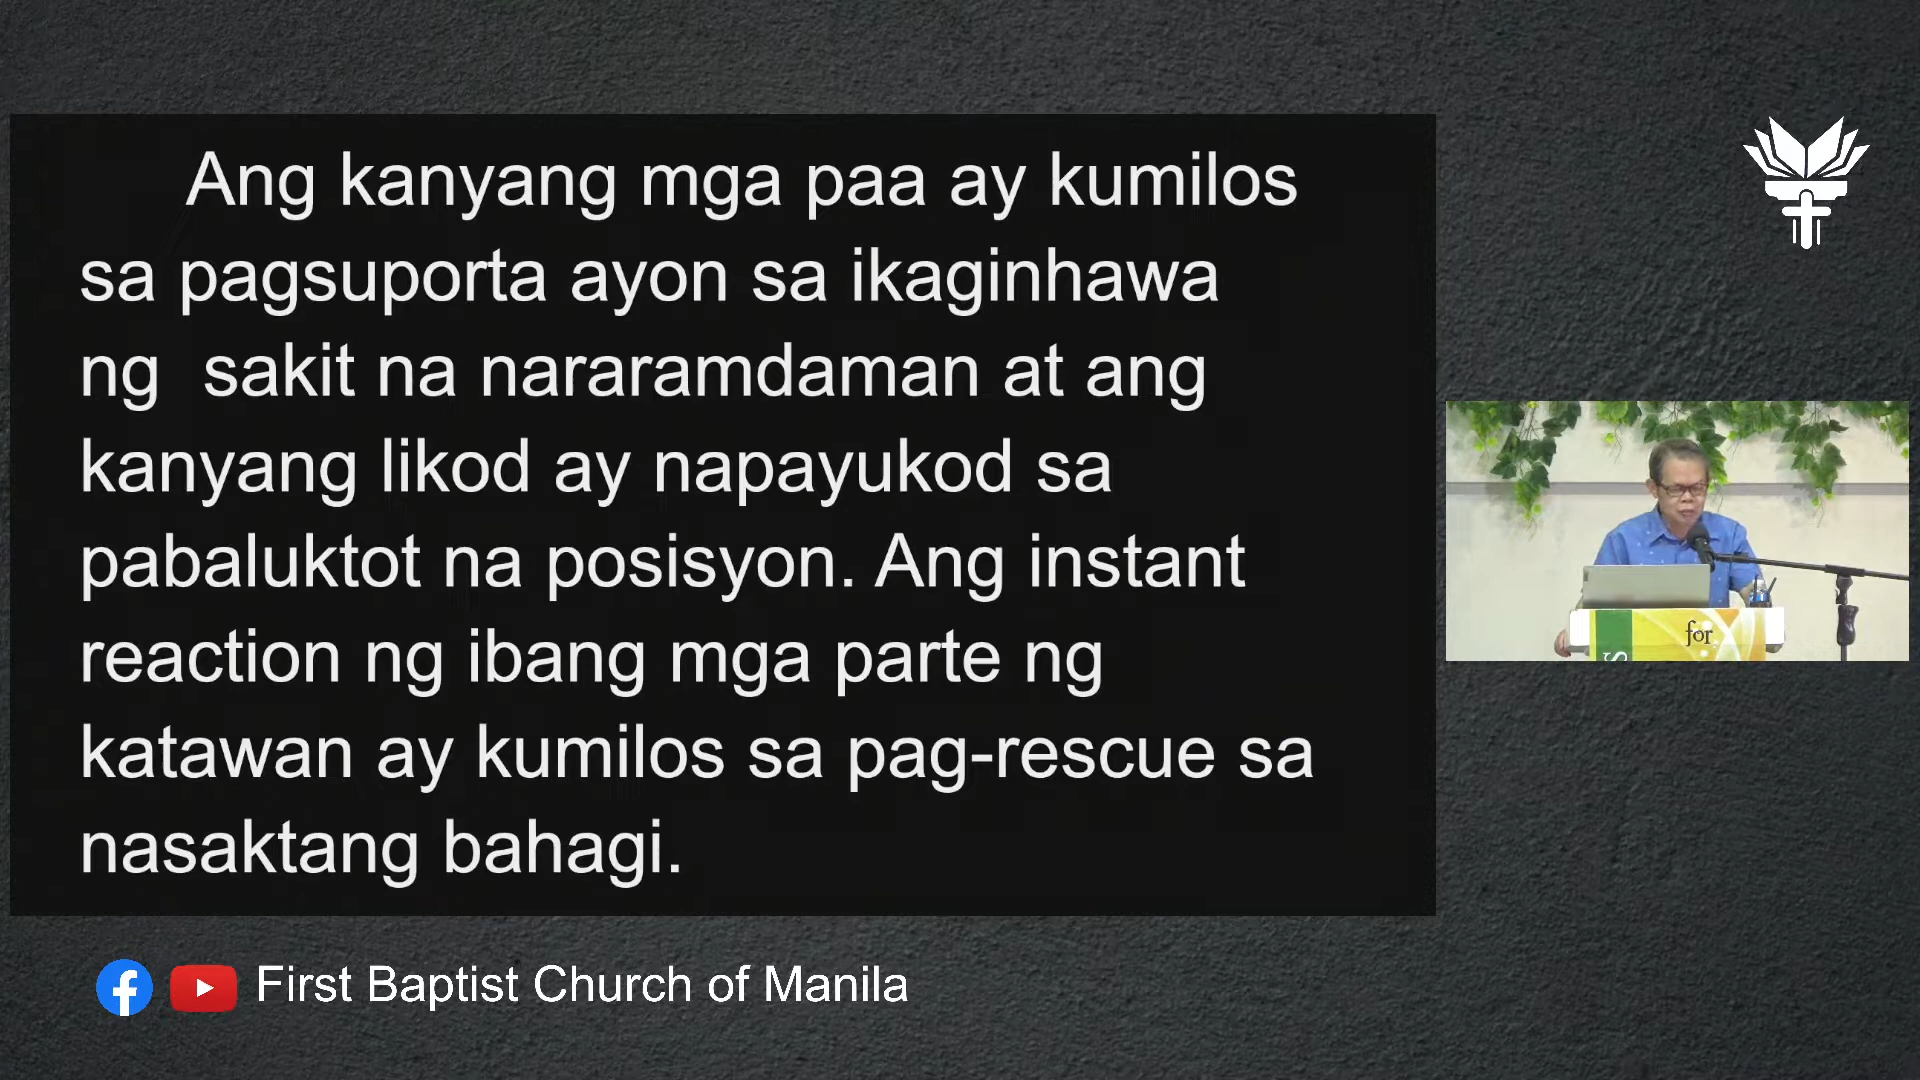 Ang kanyang mga paa ay kumilos
sa pagsuporta ayon sa ikaginhawa
ng  sakit na nararamdaman at ang
kanyang likod ay napayukod sa
pabaluktot na posisyon. Ang instant
reaction ng ibang mga parte ng
katawan ay kumilos sa pag-rescue sa
nasaktang bahagi.
for
S
First Baptist Church of Manila